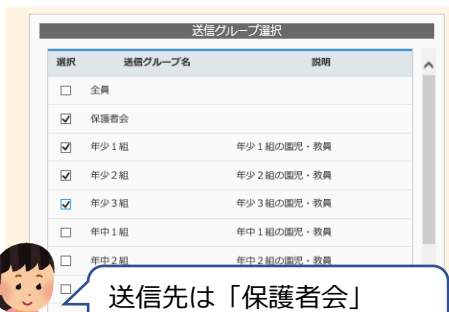 送信グループ選択
選択 送信グループ名 説明
全員
保護者会
年少１組 年少１組の園児・教員
年少２組 年少２組の園児・教員
年少３組 年少３組の園児・教員
年中１組 年中１組の園児・教員
年中２組 年中２組の園児・教員
送信先は「保護者会」